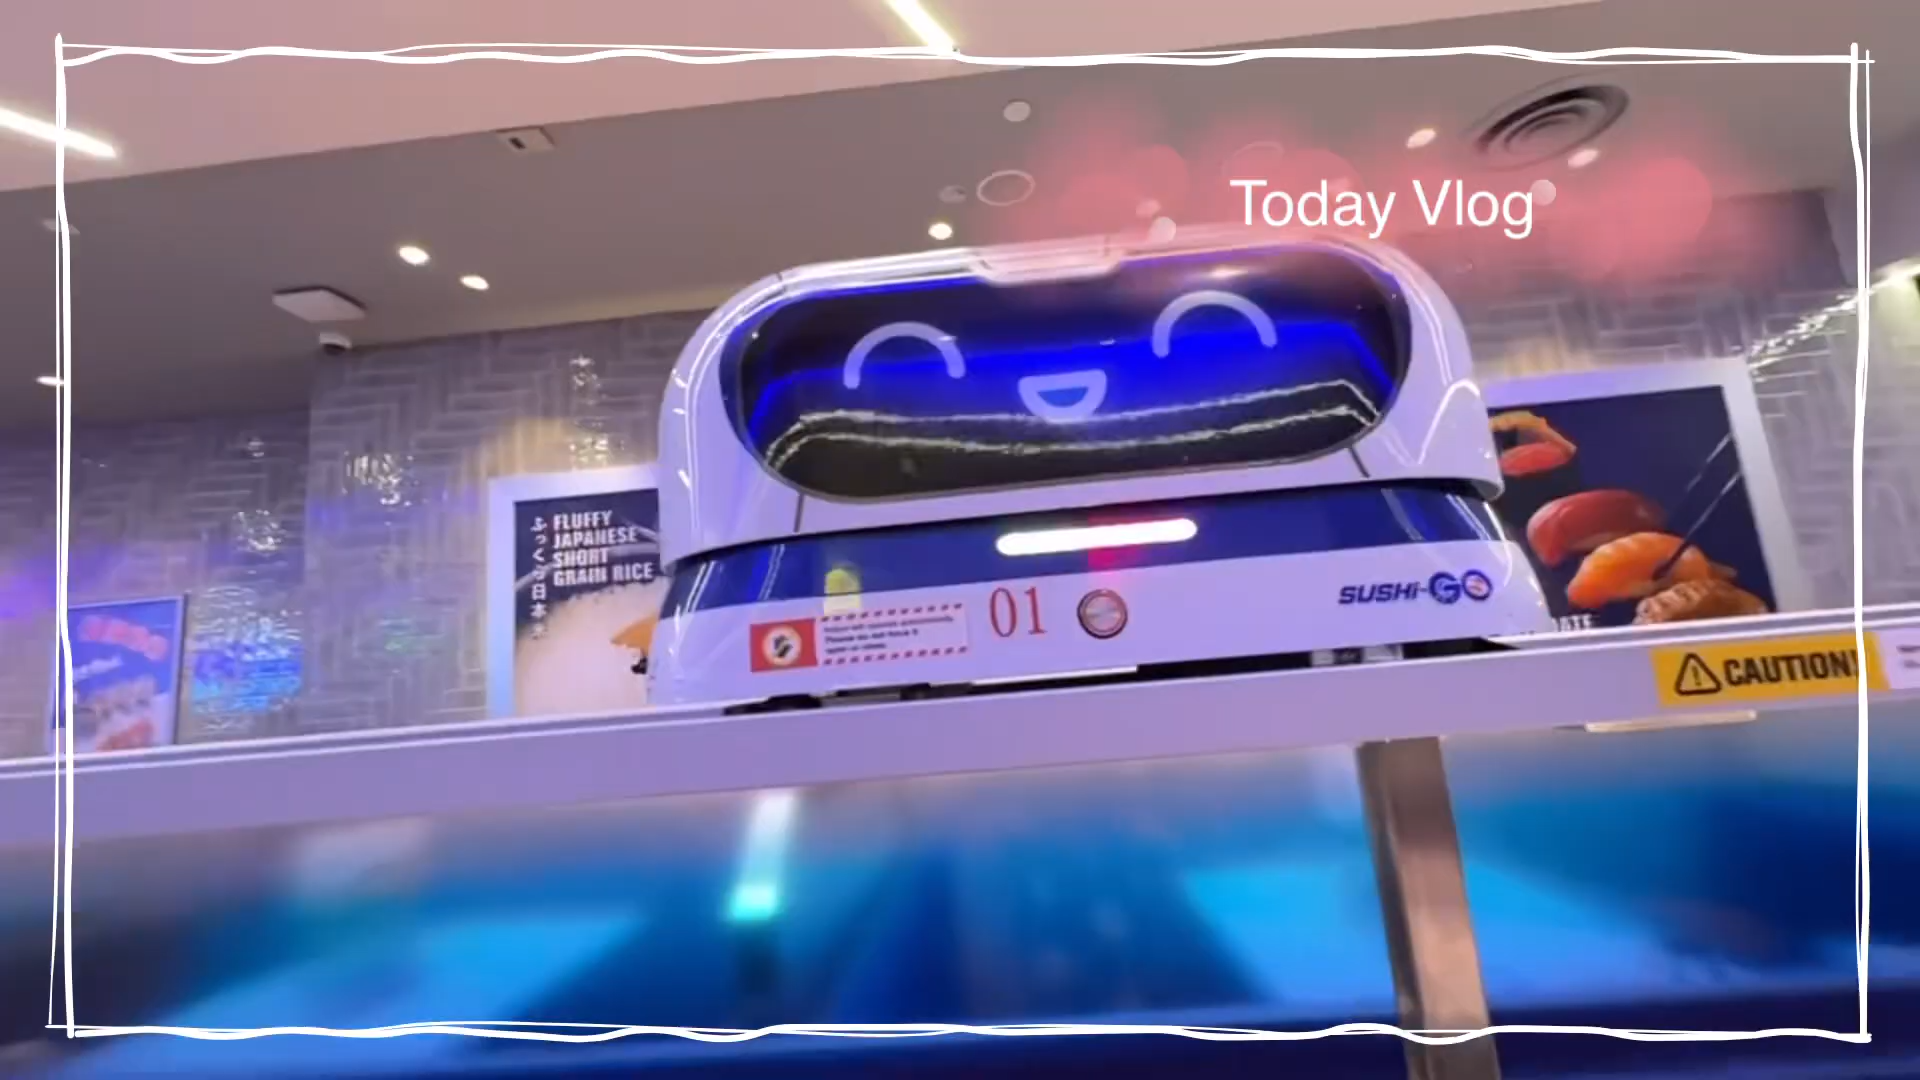 Today Vlog
ふっくら日本米
FLUFFY
JAPANESE
SHORT
GRAIN RICE
01
SUSHi-GO
CAUTION!